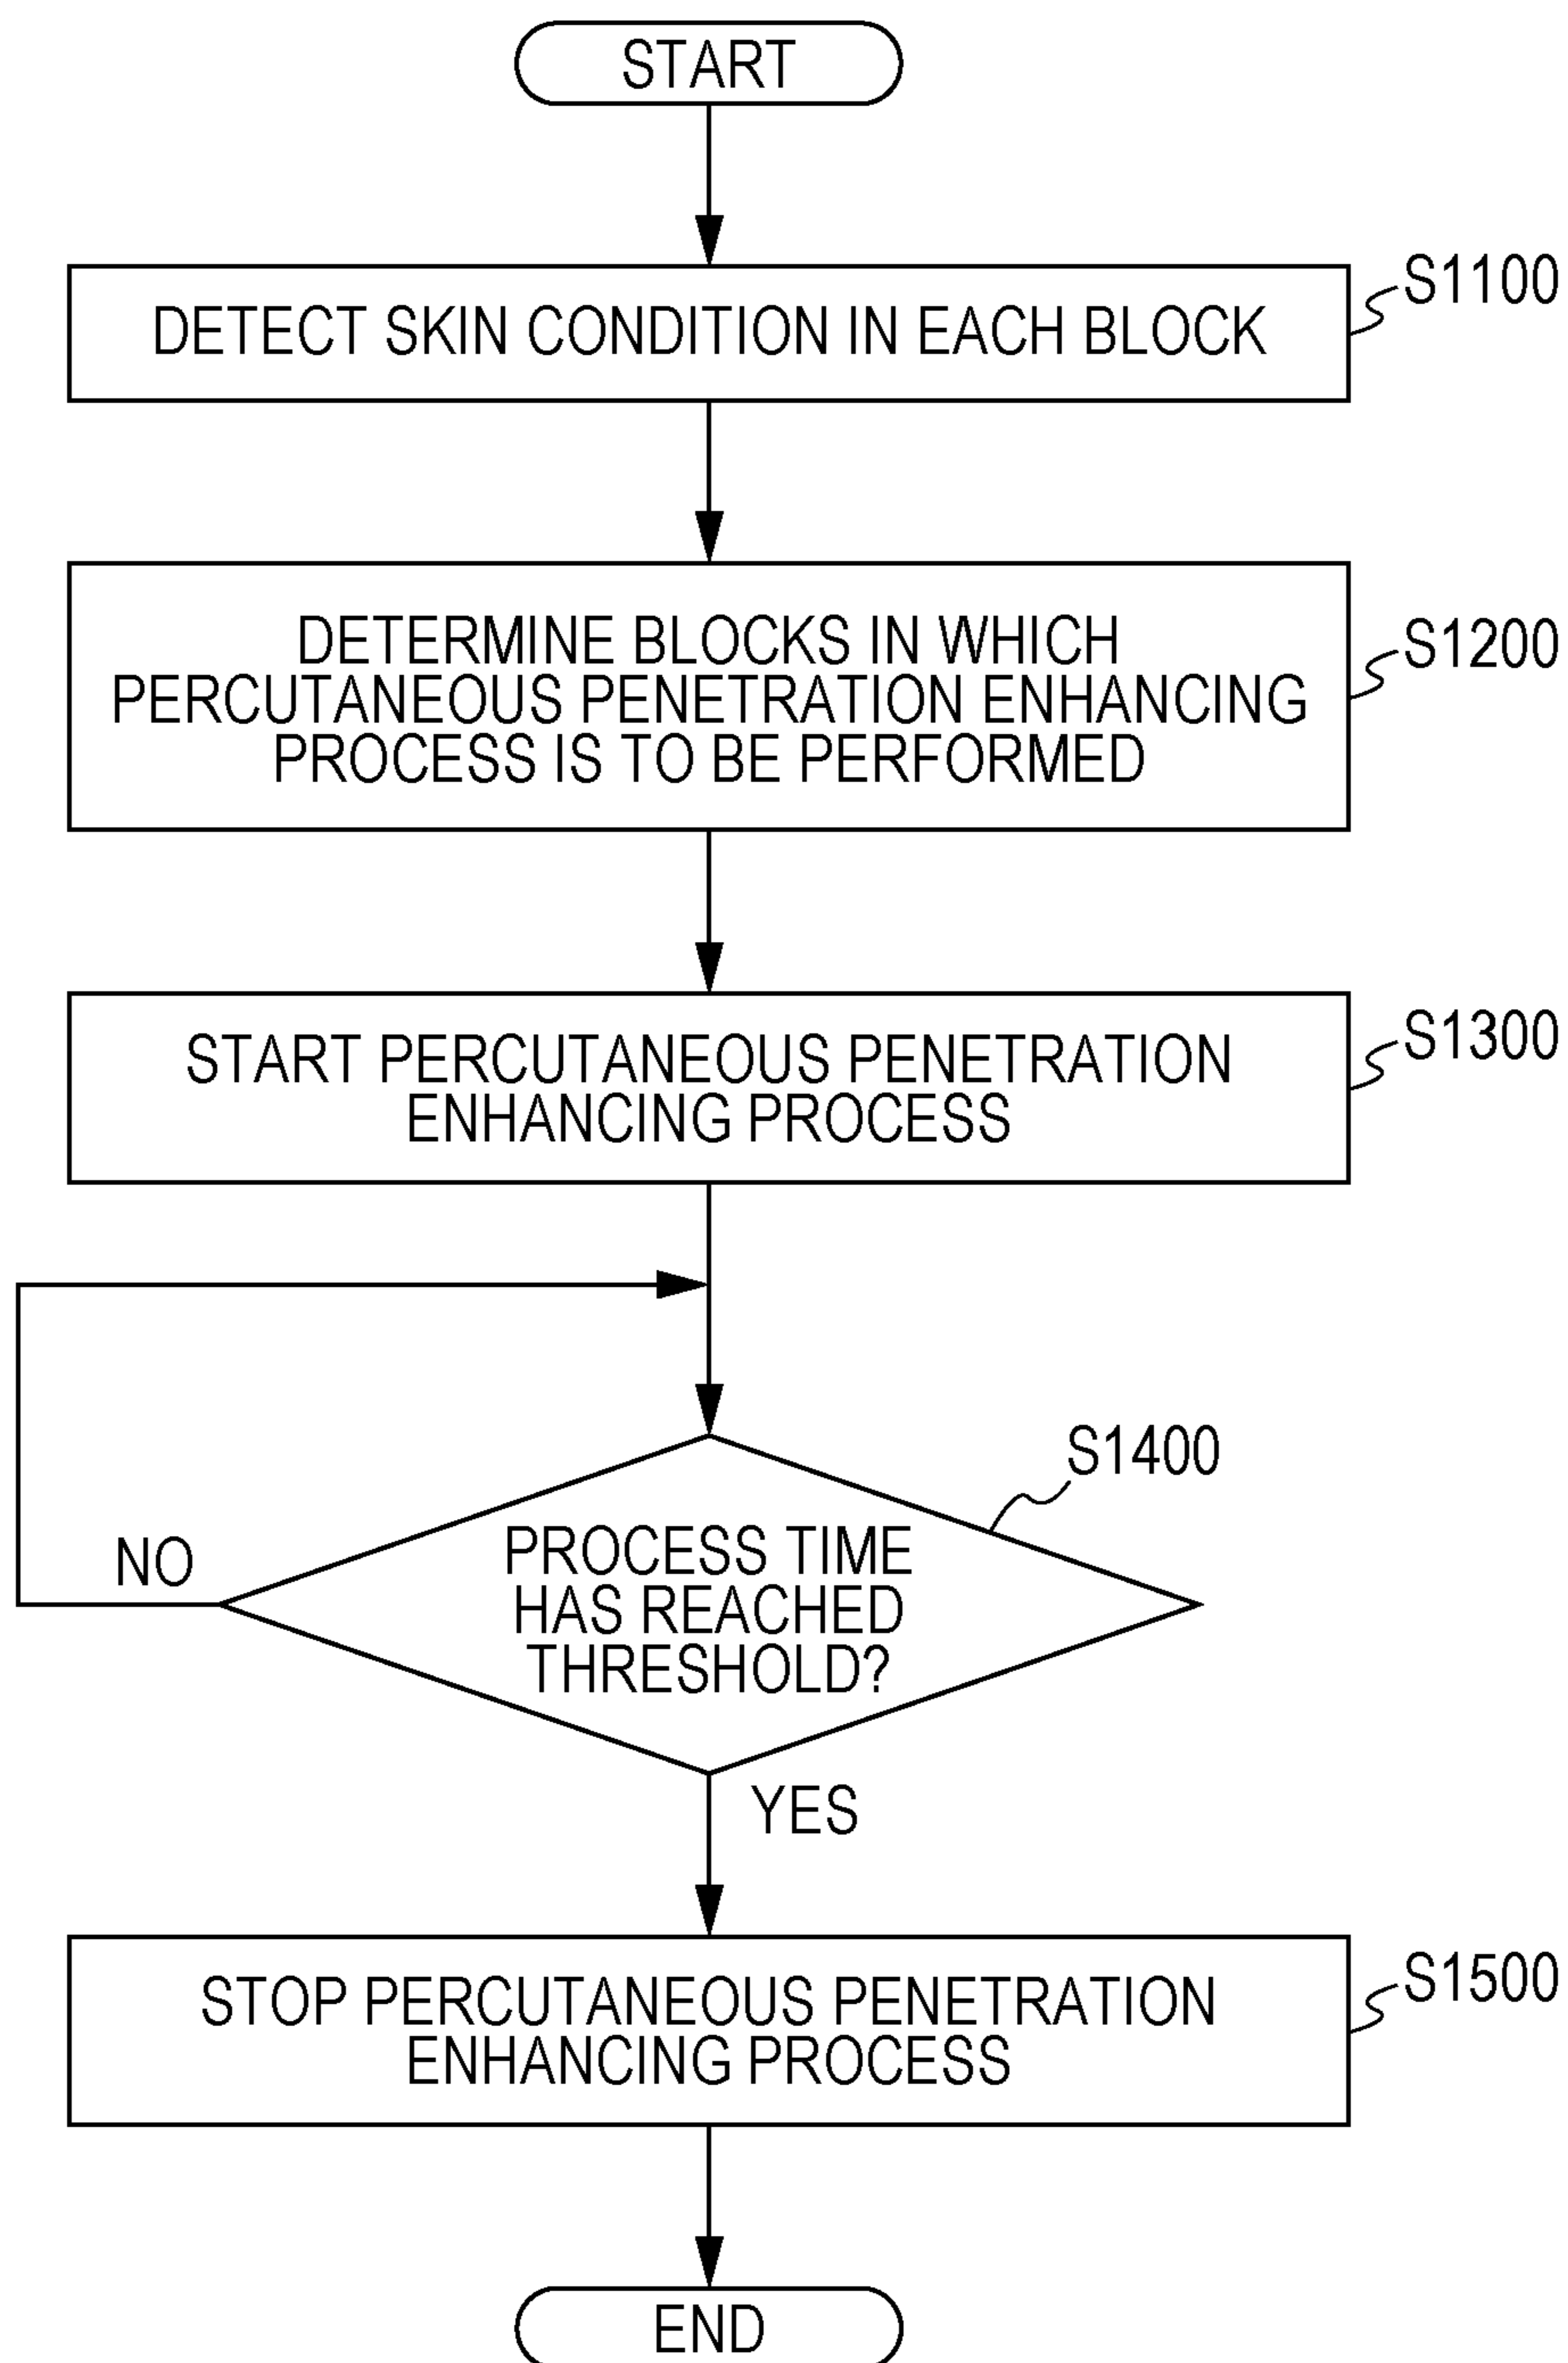 START
DETECT SKIN CONDITION IN EACH BLOCK
S1100
DETERMINE BLOCKS IN WHICH
PERCUTANEOUS PENETRATION ENHANCING
PROCESS IS TO BE PERFORMED
S1200
START PERCUTANEOUS PENETRATION
ENHANCING PROCESS
S1300
S1400
PROCESS TIME
HAS REACHED
THRESHOLD?
NO
YES
STOP PERCUTANEOUS PENETRATION
ENHANCING PROCESS
S1500
END